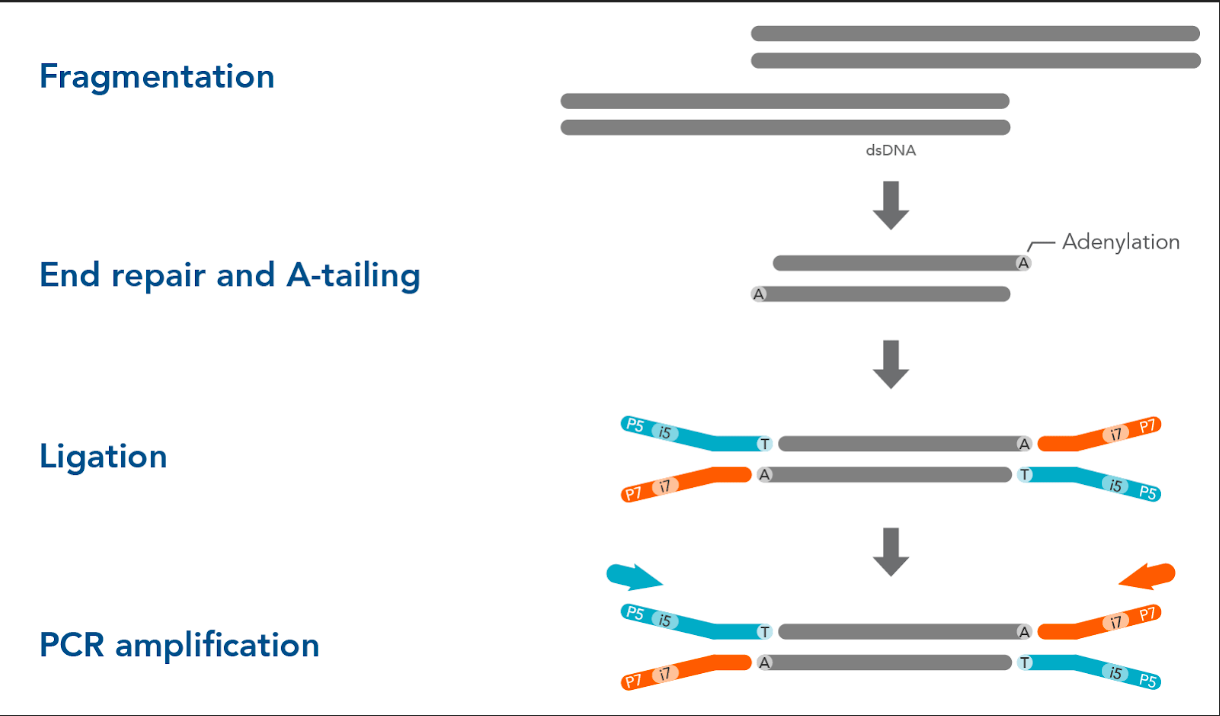 Fragmentation
dsDNA
Adenylation
End repair and A-tailing
A
A
P5 i5 T A i7 P7
Ligation
P7 i7 A T i5 P5
P5 i5 T A i7 P7
PCR amplification
P7 i7 A T i5 P5